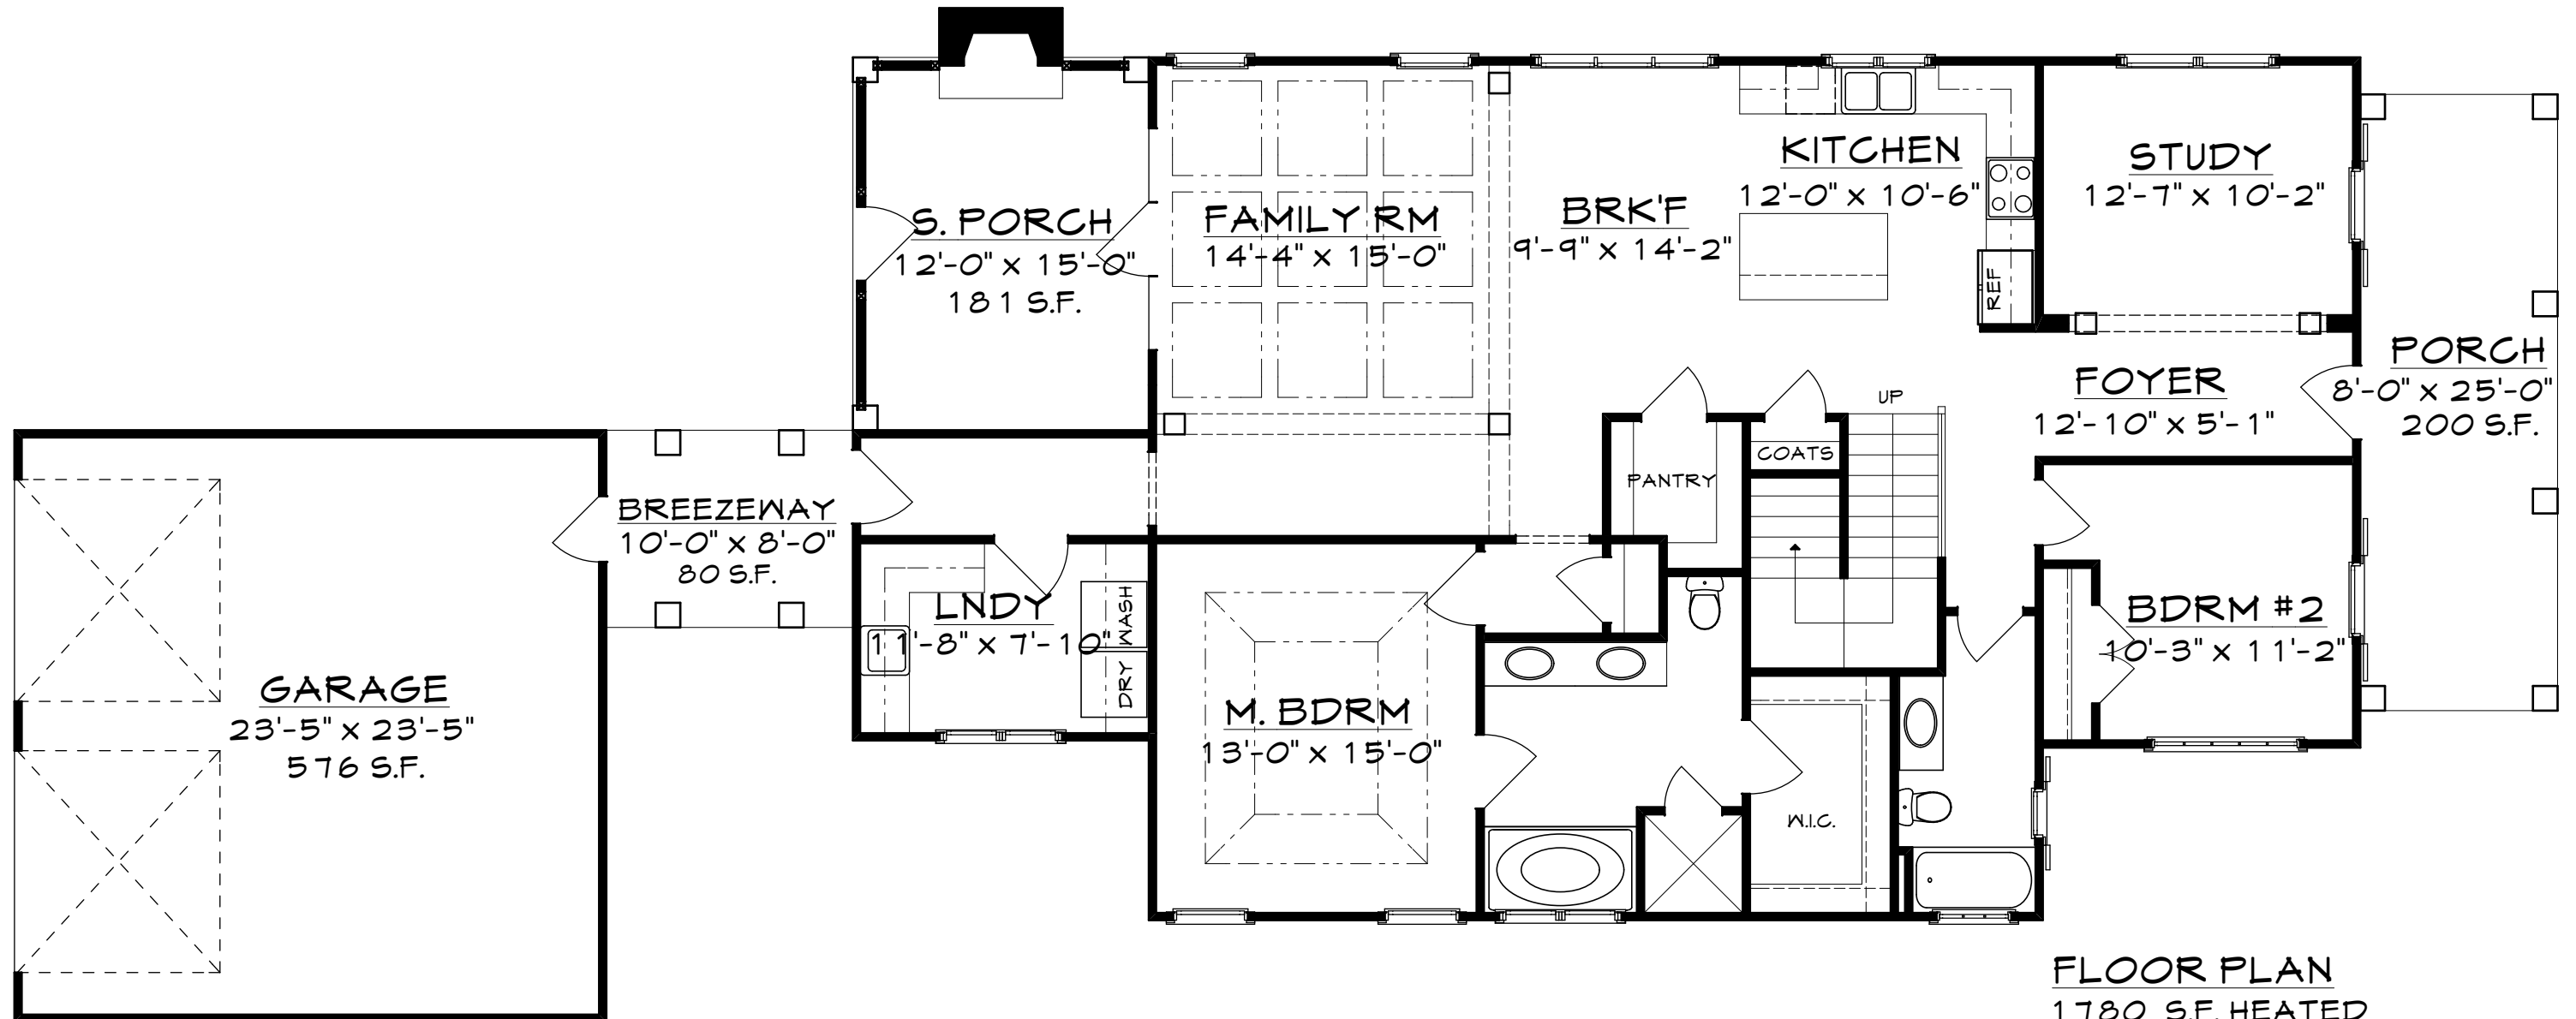 S. PORCH
12'-0" x 15'-0"
181 S.F.
FAMILY RM
14'-4" x 15'-0"
BRK'F
9'-9" x 14'-2"
KITCHEN
12'-0" x 10'-6"
REF
STUDY
12'-7" x 10'-2"
PORCH
8'-0" x 25'-0"
200 S.F.
FOYER
12'-10" x 5'-1"
UP
COATS
PANTRY
BREEZEWAY
10'-0" x 8'-0"
80 S.F.
LNDY
11'-8" x 7'-10"
WASH
DRY
GARAGE
23'-5" x 23'-5"
576 S.F.
M. BDRM
13'-0" x 15'-0"
W.I.C.
BDRM #2
10'-3" x 11'-2"
FLOOR PLAN
1780 S.F. HEATED